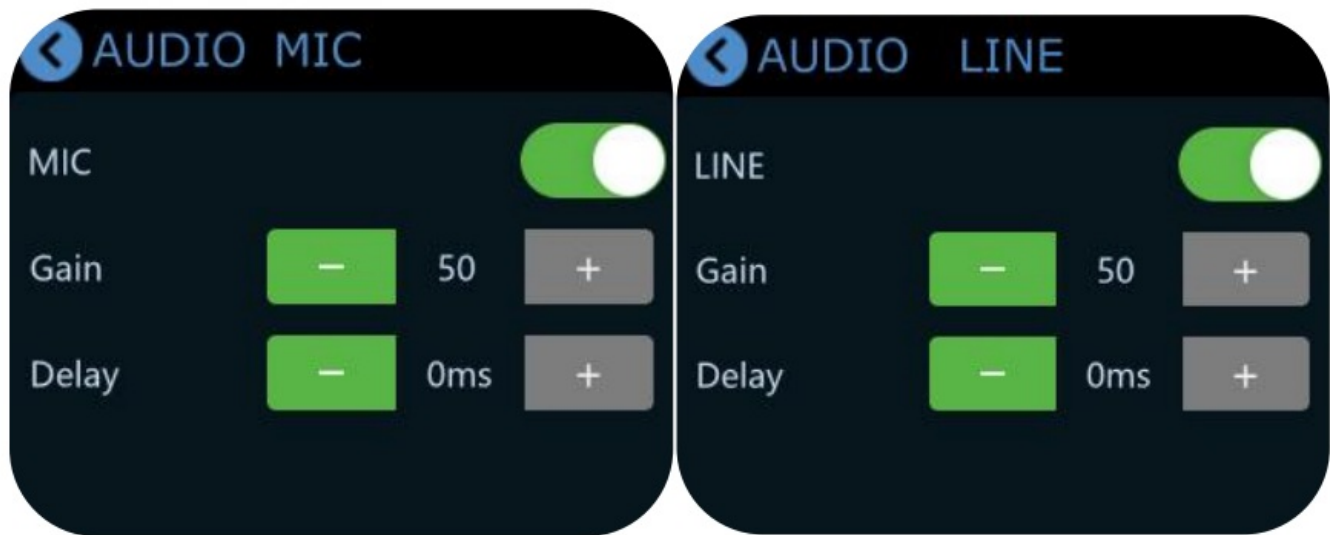 AUDIO MIC
MIC
Gain − 50 +
Delay − 0ms +
AUDIO LINE
LINE
Gain − 50 +
Delay − 0ms +